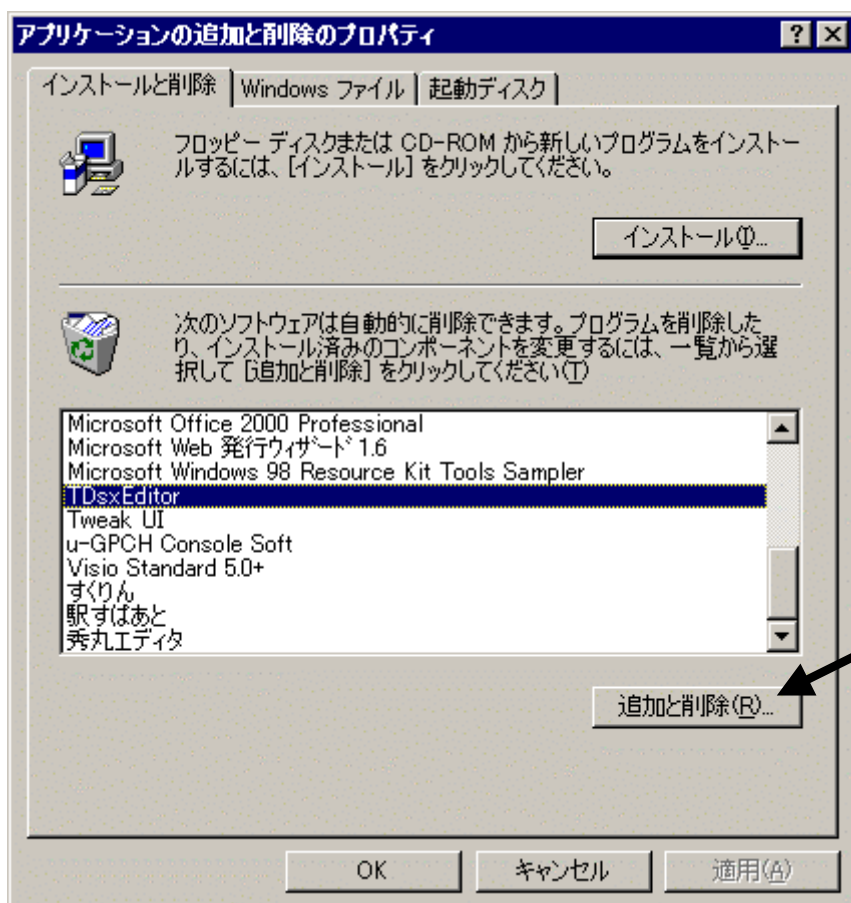 アプリケーションの追加と削除のプロパティ
インストールと削除
Windows ファイル
起動ディスク
フロッピー ディスクまたは CD-ROM から新しいプログラムをインストー
ルするには、[インストール] をクリックしてください。
インストール(I)...
次のソフトウェアは自動的に削除できます。プログラムを削除した
り、インストール済みのコンポーネントを変更するには、一覧から選
択して [追加と削除] をクリックしてください(T)
Microsoft Office 2000 Professional
Microsoft Web 発行ウィザード 1.6
Microsoft Windows 98 Resource Kit Tools Sampler
TDsxEditor
Tweak UI
u-GPCH Console Soft
Visio Standard 5.0+
すくりん
駅すぱあと
秀丸エディタ
追加と削除(R)...
OK
キャンセル
適用(A)